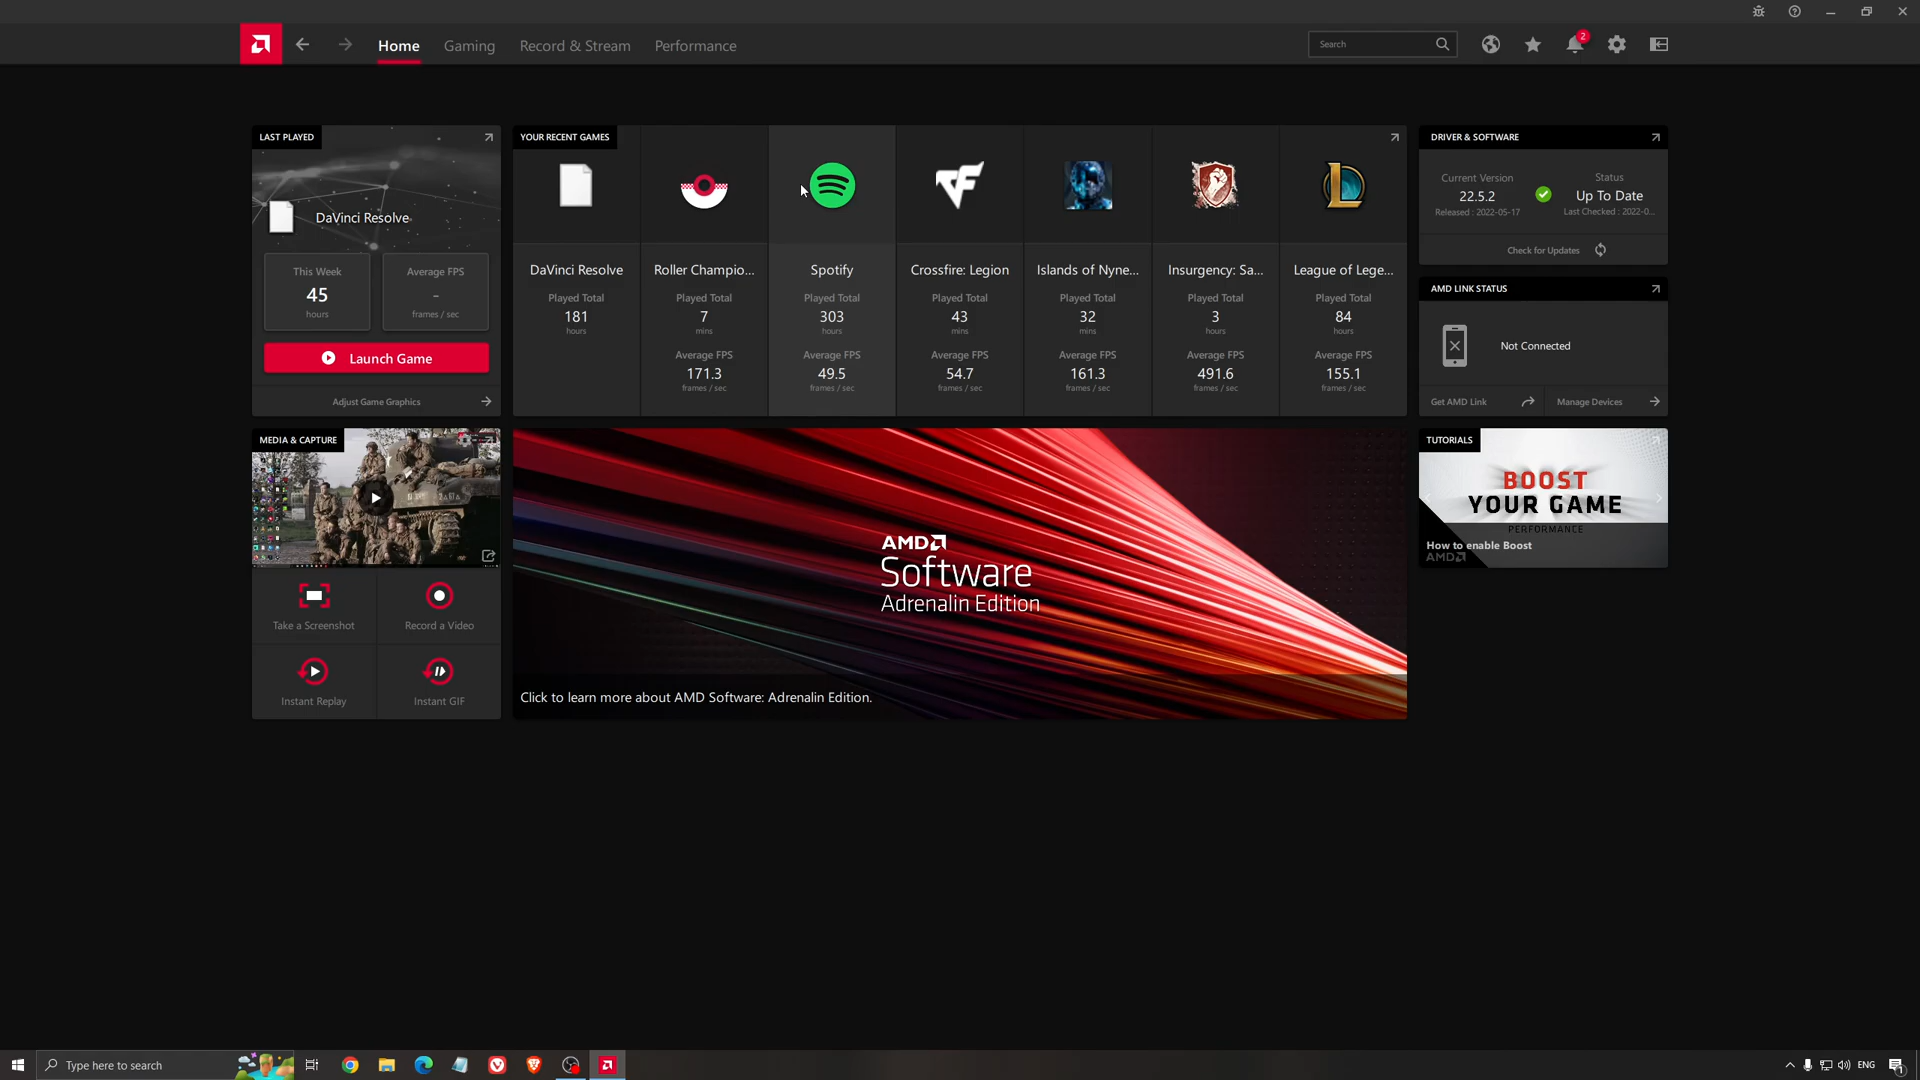 Home
Gaming
Record & Stream
Performance
Search
2
LAST PLAYED
DaVinci Resolve
This Week
45
hours
Average FPS
–
frames / sec
Launch Game
Adjust Game Graphics
YOUR RECENT GAMES
DaVinci Resolve
Played Total
181
hours
Roller Champio...
Played Total
7
mins
Average FPS
171.3
frames / sec
Spotify
Played Total
303
hours
Average FPS
49.5
frames / sec
Crossfire: Legion
Played Total
43
mins
Average FPS
54.7
frames / sec
Islands of Nyne...
Played Total
32
mins
Average FPS
161.3
frames / sec
Insurgency: Sa...
Played Total
3
hours
Average FPS
491.6
frames / sec
League of Lege...
Played Total
84
hours
Average FPS
155.1
frames / sec
DRIVER & SOFTWARE
Current Version
22.5.2
Released : 2022-05-17
Status
Up To Date
Last Checked : 2022-0...
Check for Updates
AMD LINK STATUS
Not Connected
Get AMD Link
Manage Devices
MEDIA & CAPTURE
Take a Screenshot
Record a Video
Instant Replay
Instant GIF
AMD
Software
Adrenalin Edition
Click to learn more about AMD Software: Adrenalin Edition.
TUTORIALS
BOOST
YOUR GAME
PERFORMANCE
How to enable Boost
AMD
Type here to search
ENG
1